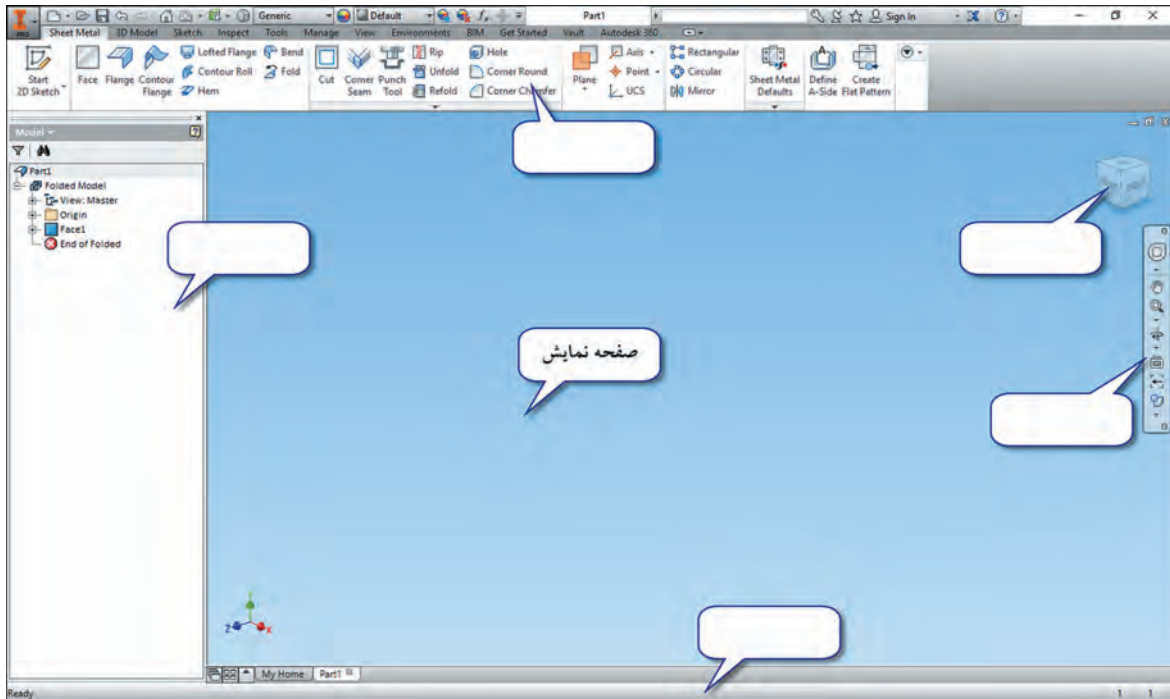 Generic
Default
Part1
Sign In
PRO
Sheet Metal 3D Model Sketch Inspect Tools Manage View Environments BIM Get Started Vault Autodesk 360
Start
2D Sketch
Face
Flange
Contour
Flange
Lofted Flange
Contour Roll
Hem
Bend
Fold
Cut
Corner
Seam
Punch
Tool
Rip
Unfold
Refold
Hole
Corner Round
Corner Chamfer
Plane
Axis
Point
UCS
Rectangular
Circular
Mirror
Sheet Metal
Defaults
Define
A-Side
Create
Flat Pattern
Model
Part1
Folded Model
View: Master
Origin
Face1
End of Folded
صفحه نمایش
Y
Z X
My Home Part1
Ready 1 1